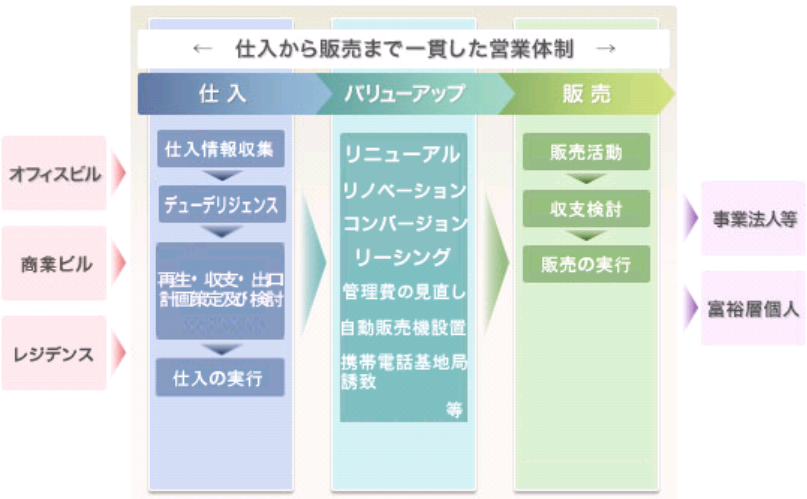 ← 仕入から販売まで一貫した営業体制 →
仕入
バリューアップ
販売
オフィスビル
商業ビル
レジデンス
仕入情報収集
デューデリジェンス
再生・収支・出口
計画策定及び検討
仕入の実行
リニューアル
リノベーション
コンバージョン
リーシング
管理費の見直し
自動販売機設置
携帯電話基地局
誘致
等
販売活動
収支検討
販売の実行
事業法人等
富裕層個人